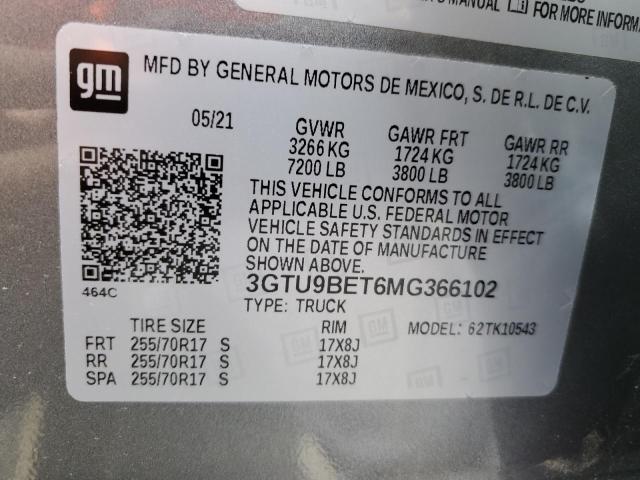 'S MANUAL
FOR MORE INFORMA
gm
MFD BY GENERAL MOTORS DE MEXICO, S. DE R.L. DE C.V.
05/21 GVWR GAWR FRT GAWR RR
3266 KG 1724 KG 1724 KG
7200 LB 3800 LB 3800 LB
THIS VEHICLE CONFORMS TO ALL
APPLICABLE U.S. FEDERAL MOTOR
VEHICLE SAFETY STANDARDS IN EFFECT
ON THE DATE OF MANUFACTURE
SHOWN ABOVE.
464C
3GTU9BET6MG366102
TYPE: TRUCK
TIRE SIZE RIM MODEL: 62TK10543
FRT 255/70R17 S 17X8J
RR 255/70R17 S 17X8J
SPA 255/70R17 S 17X8J